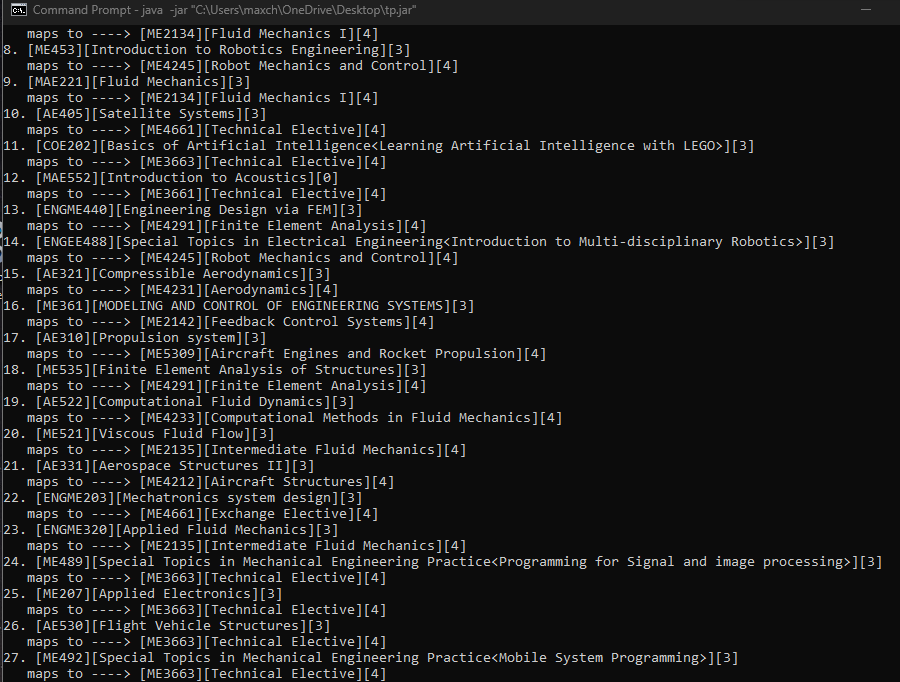 Command Prompt - java -jar "C:\Users\maxch\OneDrive\Desktop\tp.jar"
maps to ----> [ME2134][Fluid Mechanics I][4]
8. [ME453][Introduction to Robotics Engineering][3]
maps to ----> [ME4245][Robot Mechanics and Control][4]
9. [MAE221][Fluid Mechanics][3]
maps to ----> [ME2134][Fluid Mechanics I][4]
10. [AE405][Satellite Systems][3]
maps to ----> [ME4661][Technical Elective][4]
11. [COE202][Basics of Artificial Intelligence<Learning Artificial Intelligence with LEGO>][3]
maps to ----> [ME3663][Technical Elective][4]
12. [MAE552][Introduction to Acoustics][0]
maps to ----> [ME3661][Technical Elective][4]
13. [ENGME440][Engineering Design via FEM][3]
maps to ----> [ME4291][Finite Element Analysis][4]
14. [ENGEE488][Special Topics in Electrical Engineering<Introduction to Multi-disciplinary Robotics>][3]
maps to ----> [ME4245][Robot Mechanics and Control][4]
15. [AE321][Compressible Aerodynamics][3]
maps to ----> [ME4231][Aerodynamics][4]
16. [ME361][MODELING AND CONTROL OF ENGINEERING SYSTEMS][3]
maps to ----> [ME2142][Feedback Control Systems][4]
17. [AE310][Propulsion system][3]
maps to ----> [ME5309][Aircraft Engines and Rocket Propulsion][4]
18. [ME535][Finite Element Analysis of Structures][3]
maps to ----> [ME4291][Finite Element Analysis][4]
19. [AE522][Computational Fluid Dynamics][3]
maps to ----> [ME4233][Computational Methods in Fluid Mechanics][4]
20. [ME521][Viscous Fluid Flow][3]
maps to ----> [ME2135][Intermediate Fluid Mechanics][4]
21. [AE331][Aerospace Structures II][3]
maps to ----> [ME4212][Aircraft Structures][4]
22. [ENGME203][Mechatronics system design][3]
maps to ----> [ME4661][Exchange Elective][4]
23. [ENGME320][Applied Fluid Mechanics][3]
maps to ----> [ME2135][Intermediate Fluid Mechanics][4]
24. [ME489][Special Topics in Mechanical Engineering Practice<Programming for Signal and image processing>][3]
maps to ----> [ME3663][Technical Elective][4]
25. [ME207][Applied Electronics][3]
maps to ----> [ME3663][Technical Elective][4]
26. [AE530][Flight Vehicle Structures][3]
maps to ----> [ME3663][Technical Elective][4]
27. [ME492][Special Topics in Mechanical Engineering Practice<Mobile System Programming>][3]
maps to ----> [ME3663][Technical Elective][4]